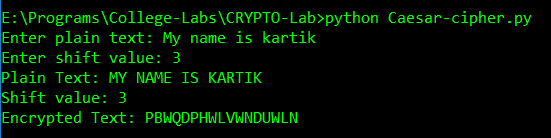 E:\Programs\College-Labs\CRYPTO-Lab>python Caesar-cipher.py
Enter plain text: My name is kartik
Enter shift value: 3
Plain Text: MY NAME IS KARTIK
Shift value: 3
Encrypted Text: PBWQDPHWLVWNDUWLN